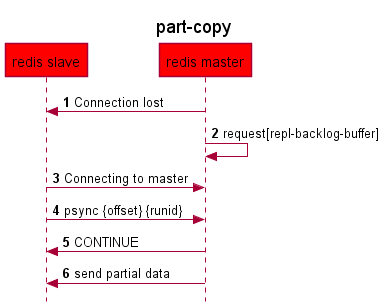 part-copy
redis slave
redis master
1 Connection lost
2 request[repl-backlog-buffer]
3 Connecting to master
4 psync {offset} {runid}
5 CONTINUE
6 send partial data